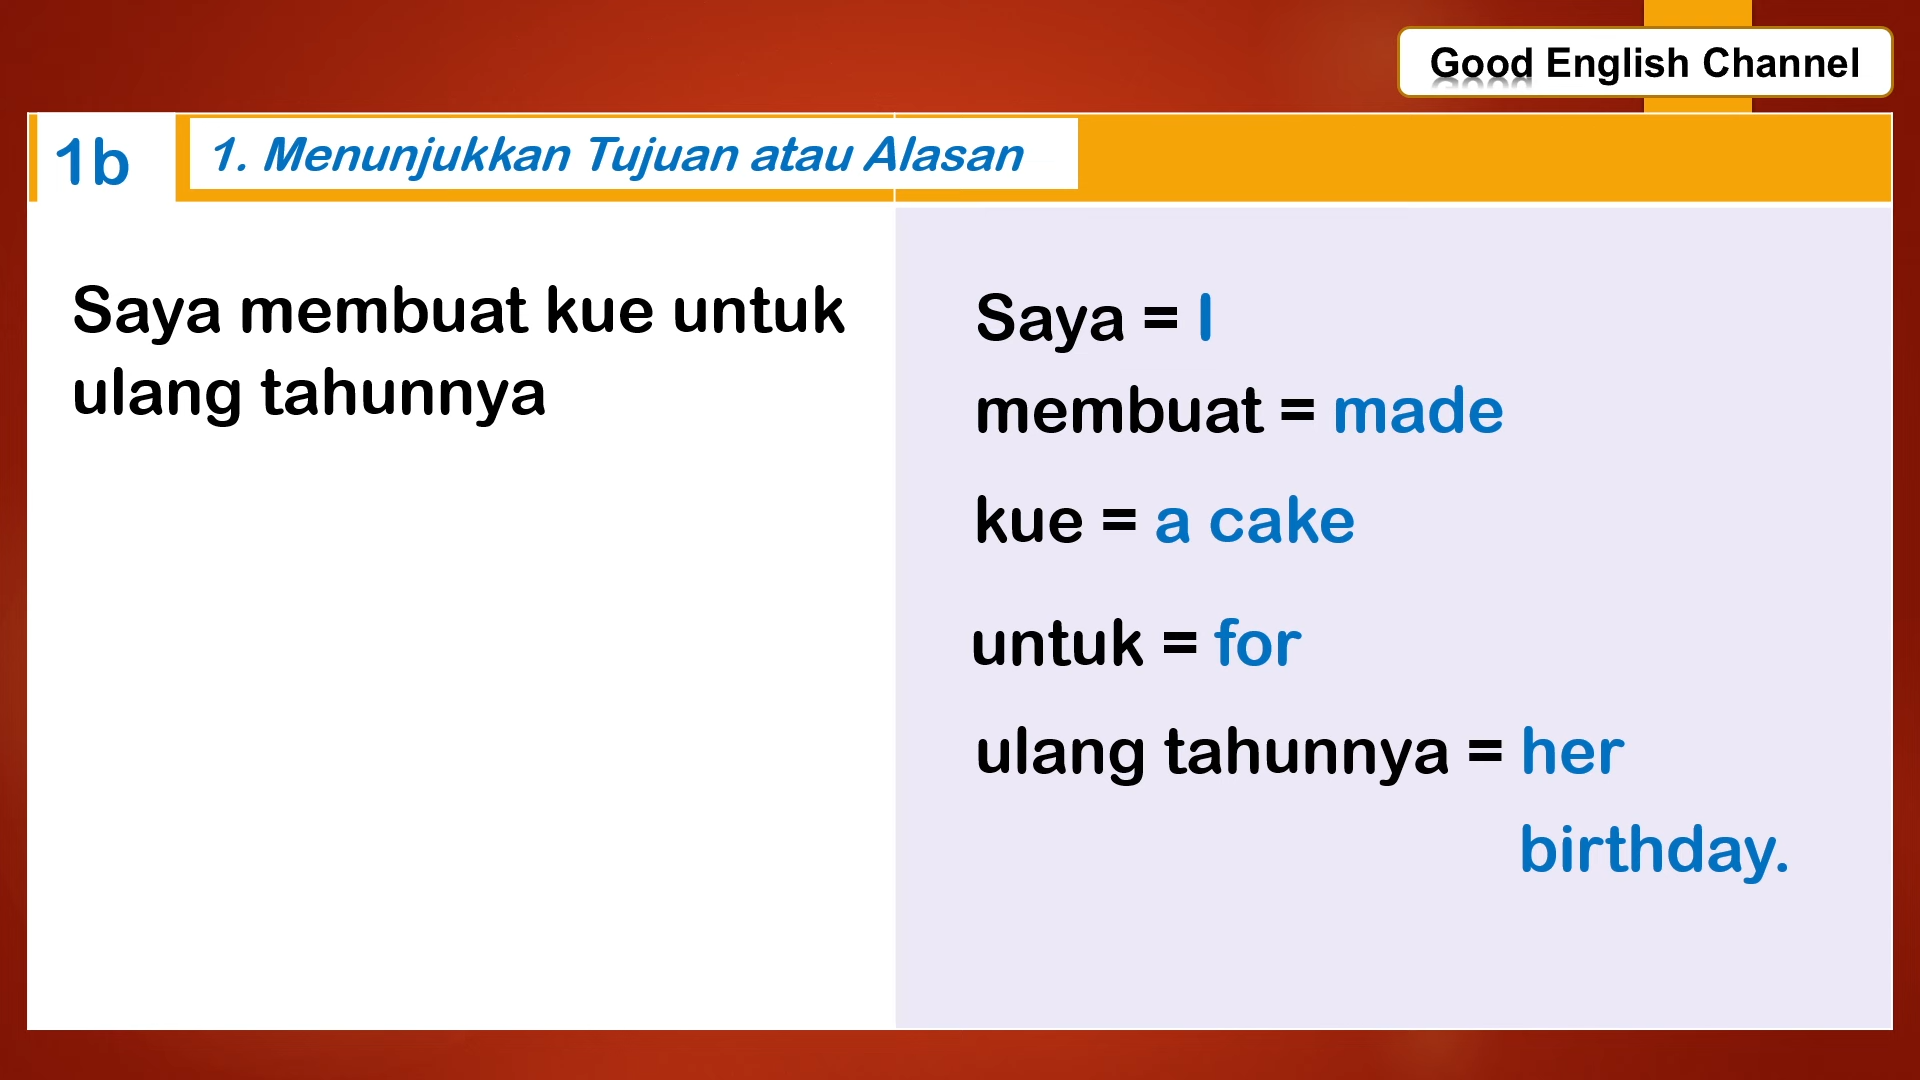 Good English Channel
1b
1. Menunjukkan Tujuan atau Alasan
Saya membuat kue untuk
ulang tahunnya
Saya = I
membuat = made
kue = a cake
untuk = for
ulang tahunnya = her
birthday.